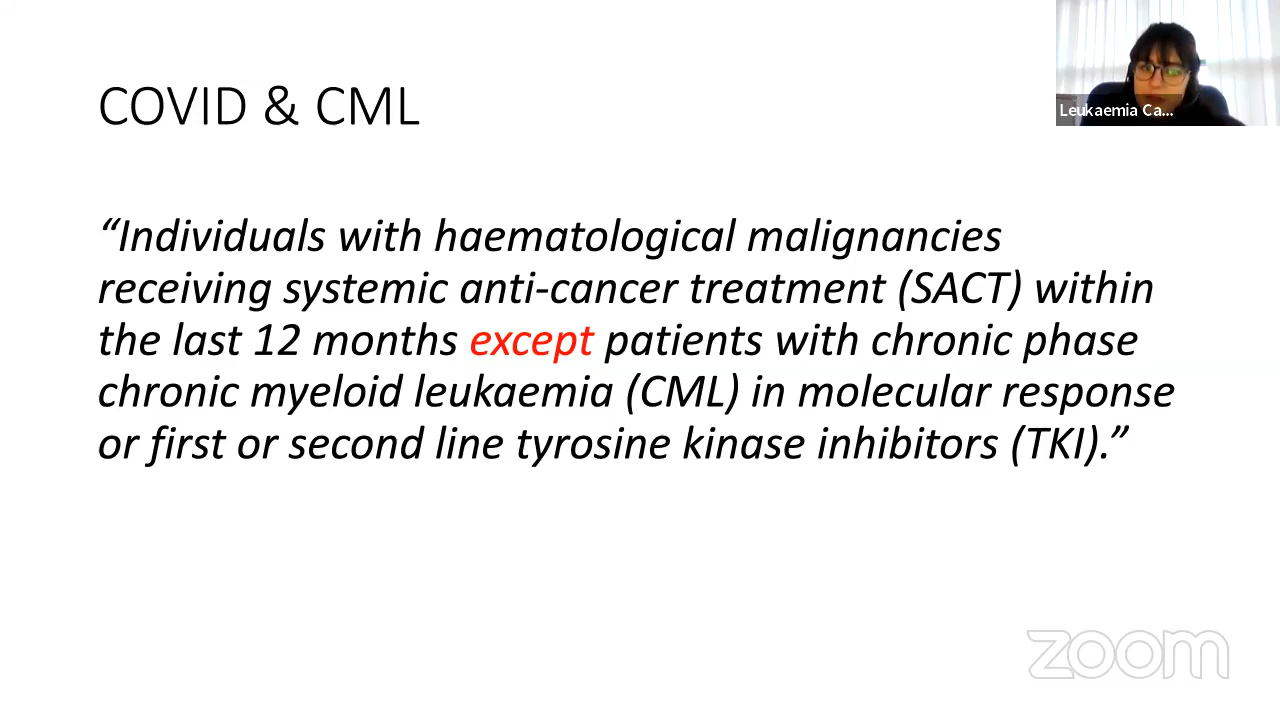 COVID & CML
Leukaemia Ca...
“Individuals with haematological malignancies
receiving systemic anti-cancer treatment (SACT) within
the last 12 months except patients with chronic phase
chronic myeloid leukaemia (CML) in molecular response
or first or second line tyrosine kinase inhibitors (TKI).”
zoom